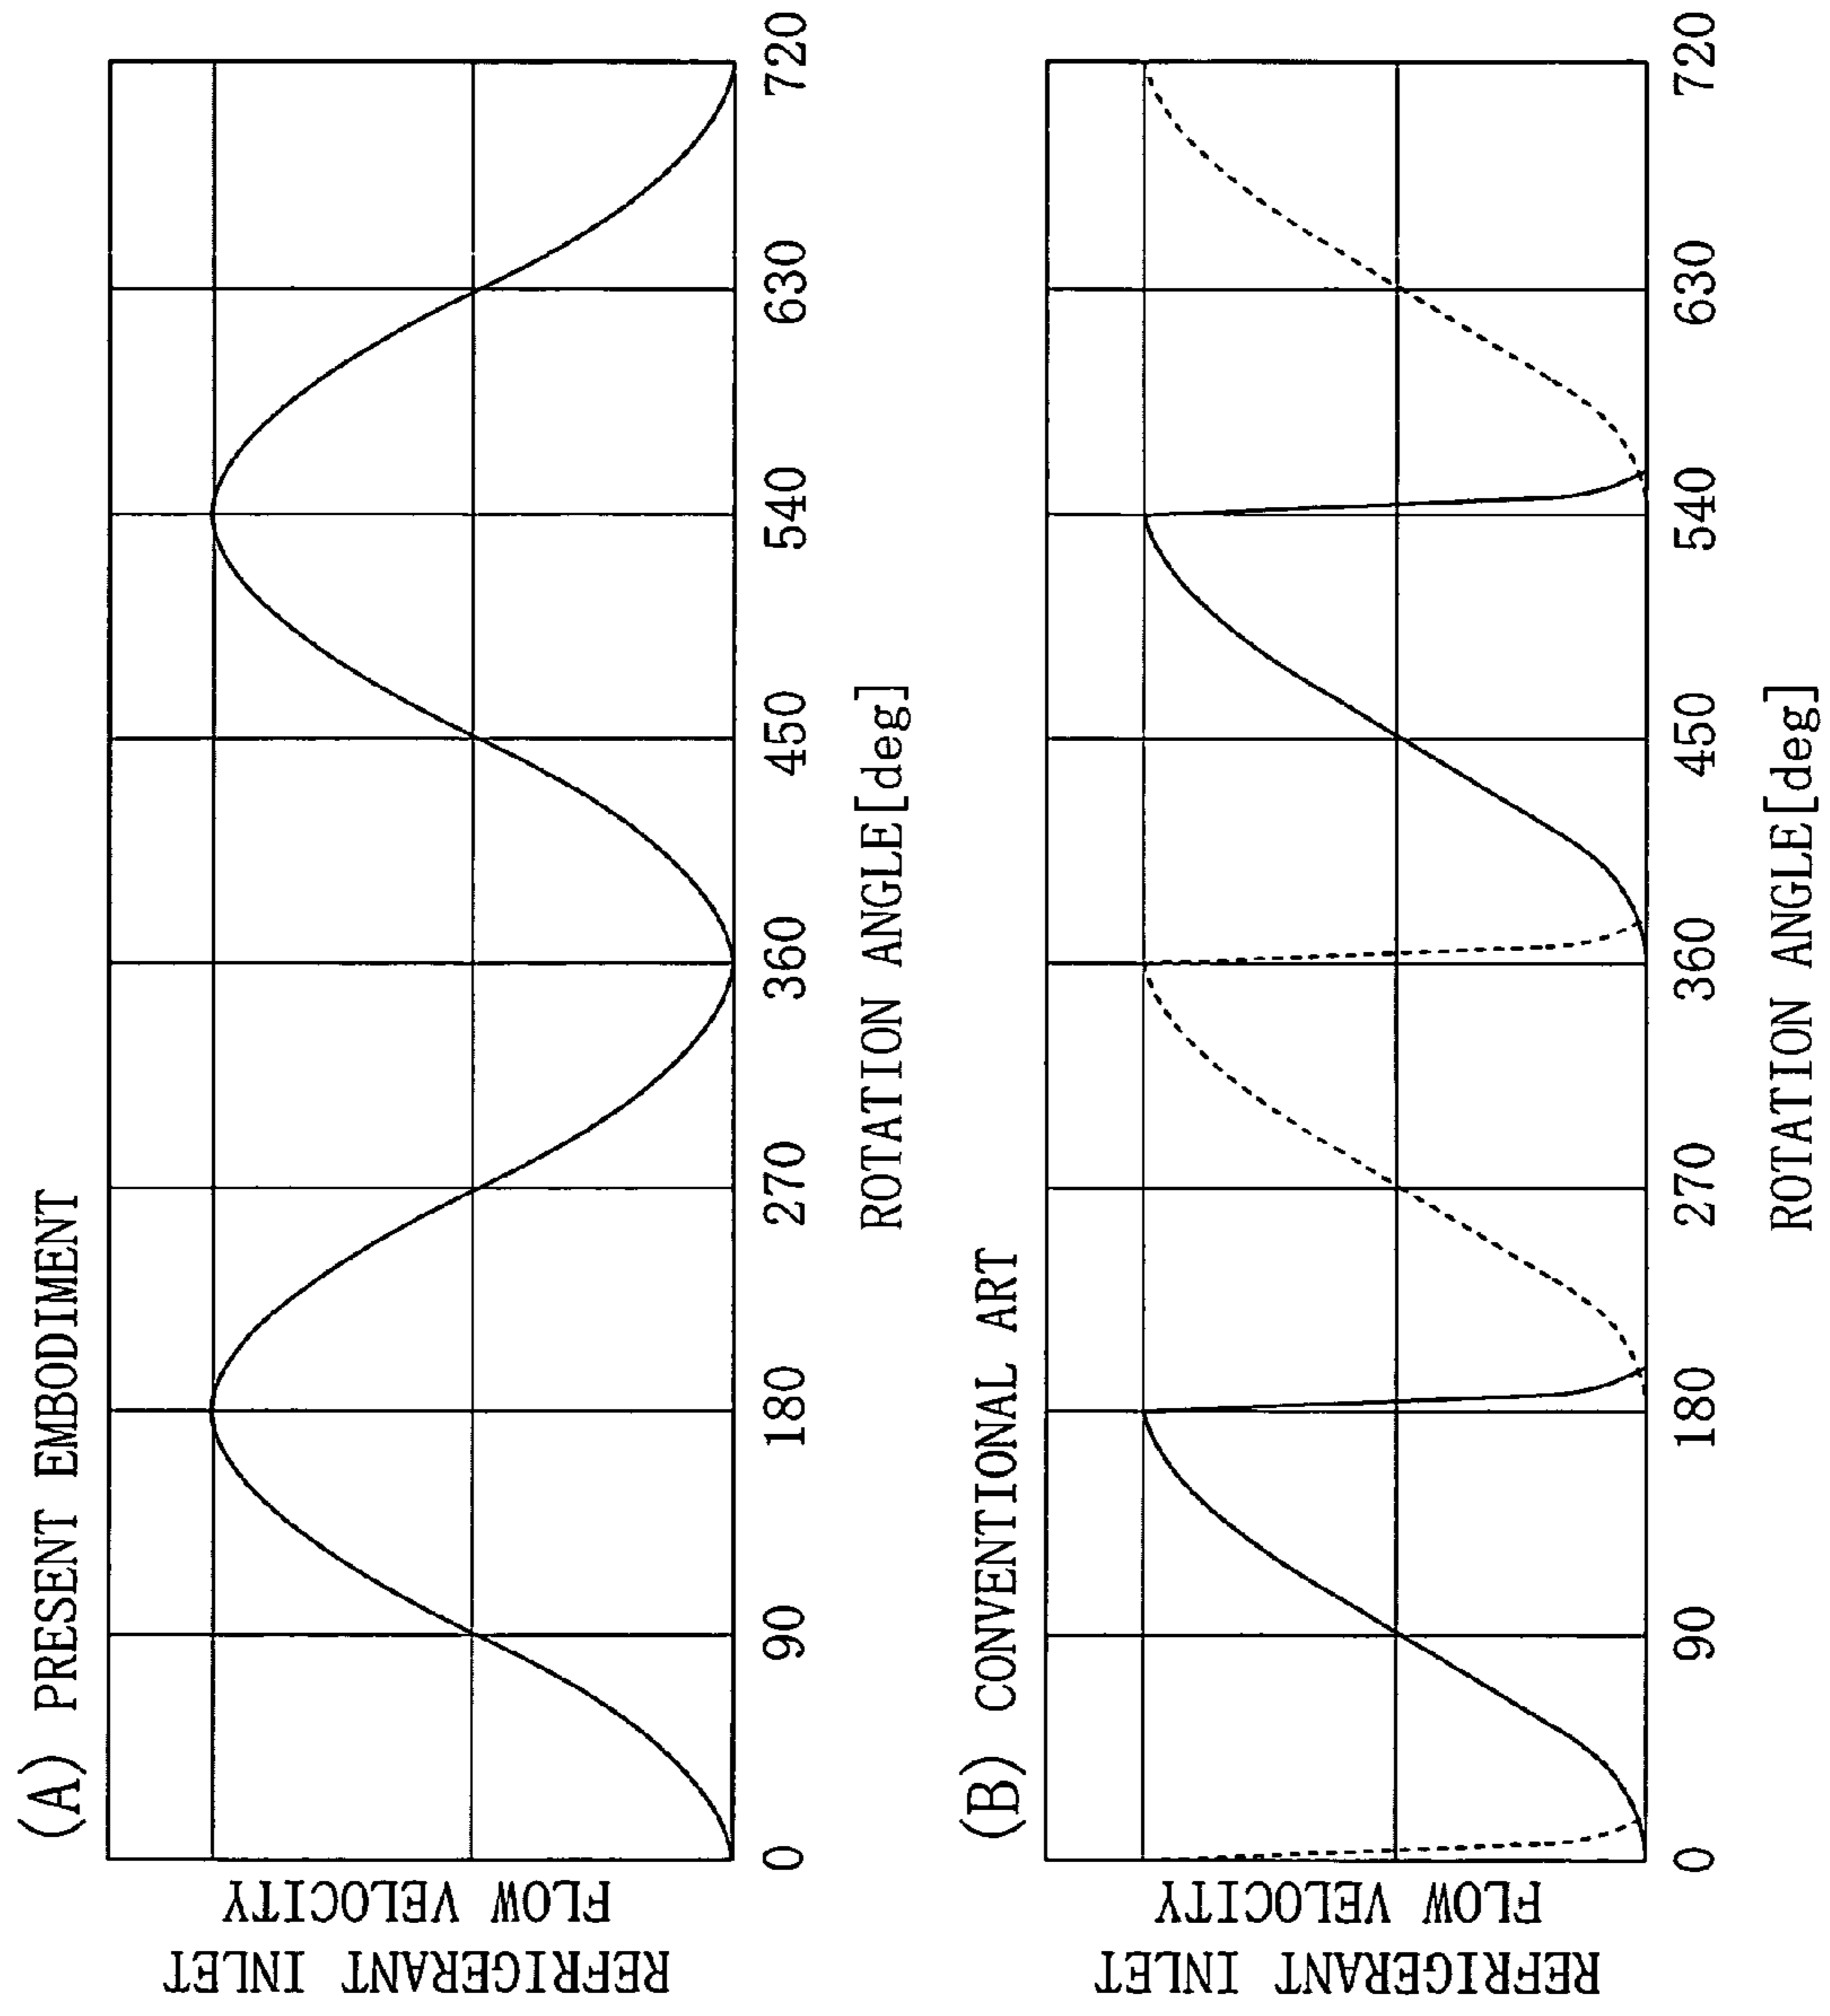 (A) PRESENT EMBODIMENT
REFRIGERANT INLET
FLOW VELOCITY
0 90 180 270 360 450 540 630 720
ROTATION ANGLE[deg]
(B) CONVENTIONAL ART
REFRIGERANT INLET
FLOW VELOCITY
0 90 180 270 360 450 540 630 720
ROTATION ANGLE[deg]